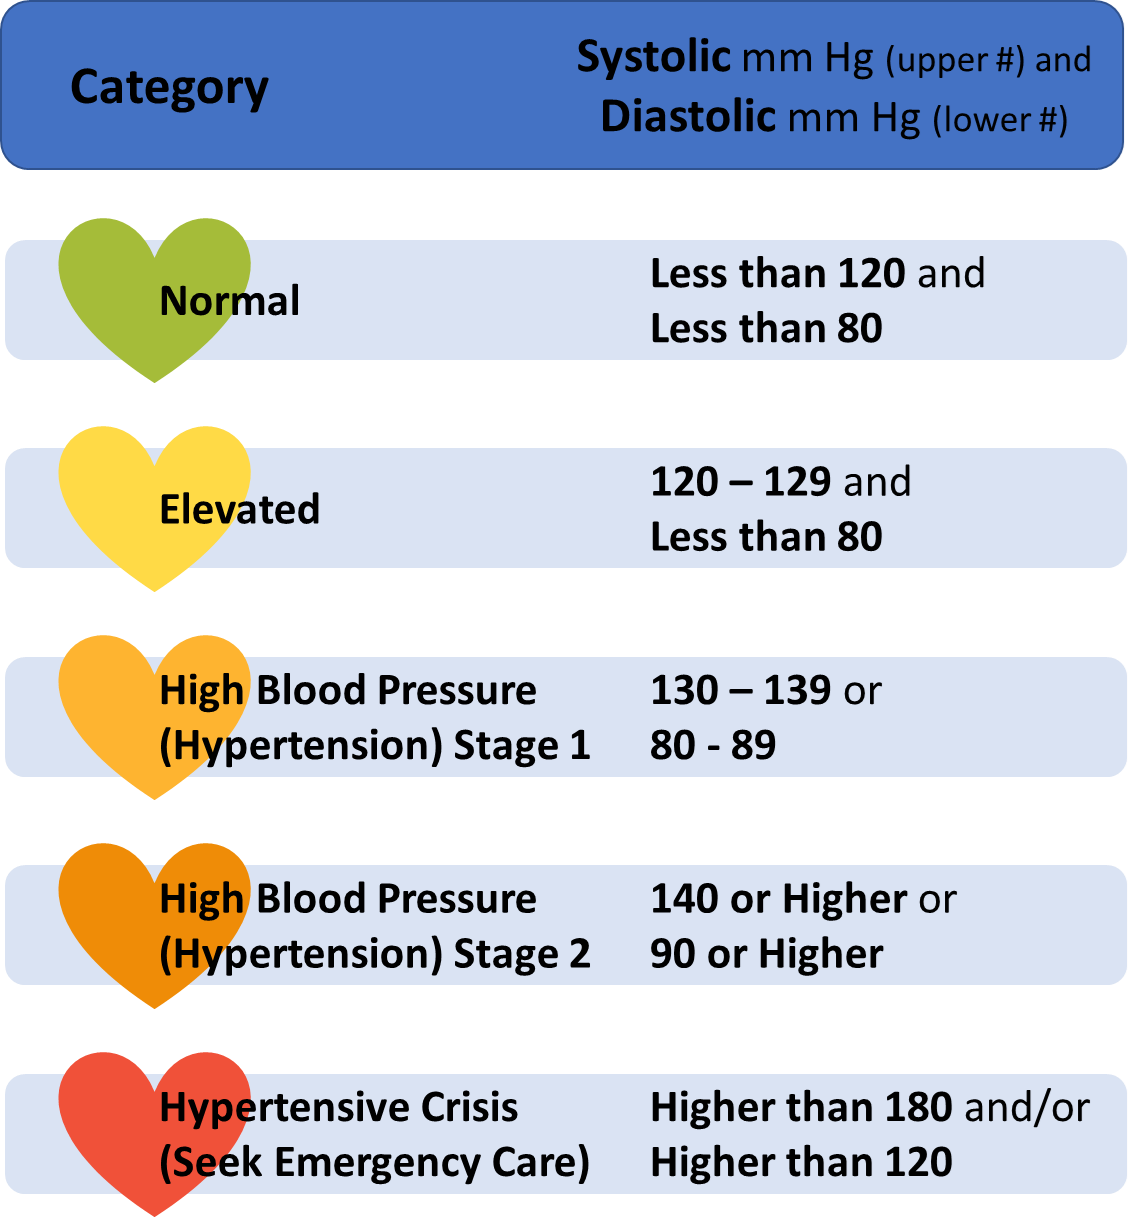 Category
Systolic mm Hg (upper #) and
Diastolic mm Hg (lower #)
Normal
Less than 120 and
Less than 80
Elevated
120 – 129 and
Less than 80
High Blood Pressure
(Hypertension) Stage 1
130 – 139 or
80 - 89
High Blood Pressure
(Hypertension) Stage 2
140 or Higher or
90 or Higher
Hypertensive Crisis
(Seek Emergency Care)
Higher than 180 and/or
Higher than 120